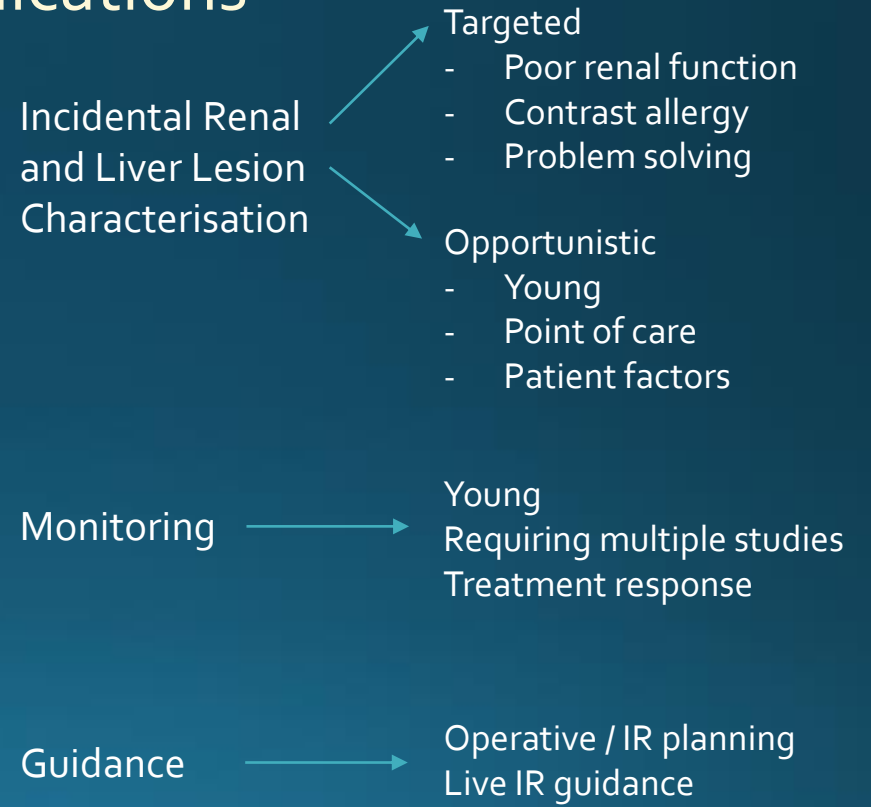 Incidental Renal
and Liver Lesion
Characterisation
Targeted
- Poor renal function
- Contrast allergy
- Problem solving
Opportunistic
- Young
- Point of care
- Patient factors
Monitoring
Young
Requiring multiple studies
Treatment response
Guidance
Operative / IR planning
Live IR guidance